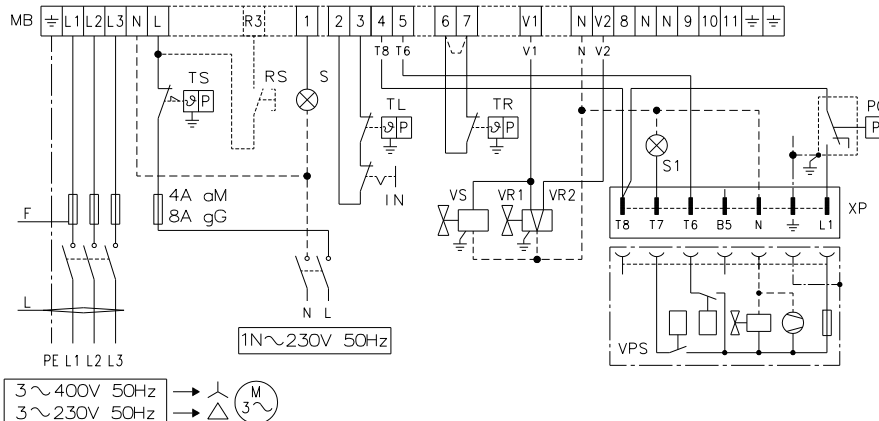 MB ⏚ L1 L2 L3 N L R3 1 2 3 4 5 6 7 V1 N V2 8 N N 9 10 11 ⏚ ⏚
T8 T6 V1 N V2
TS RS S
ϑ P
TL TR
ϑ P ϑ P
P
S1
IN
4A aM
8A gG
VS VR1 VR2
F
XP
T8 T7 T6 B5 N ⏚ L1
L
N L
1N~230V 50Hz
VPS
PE L1 L2 L3
3~400V 50Hz
3~230V 50Hz
M
3~